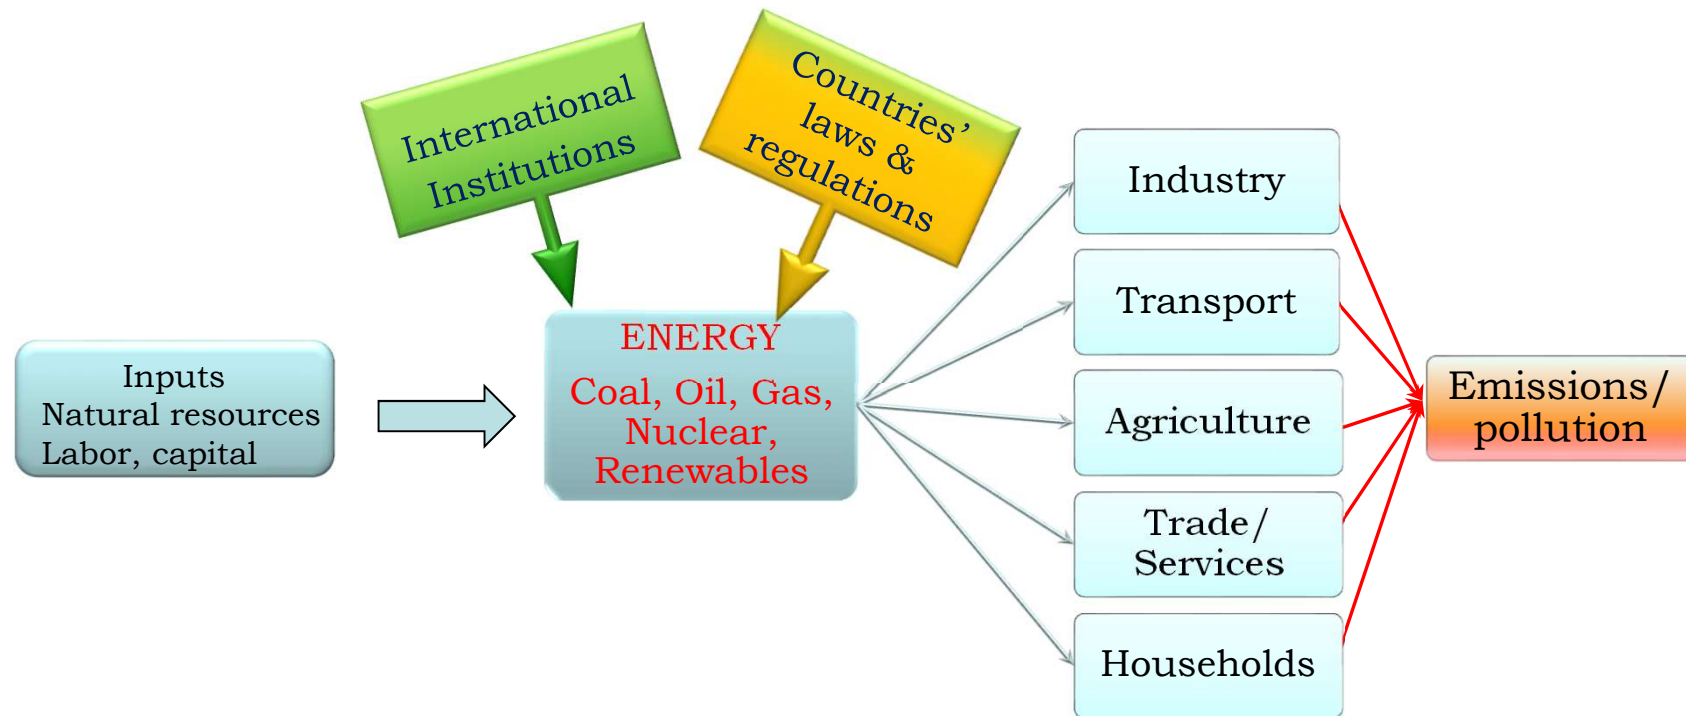 International
Institutions
Countries’
laws &
regulations
Inputs
Natural resources
Labor, capital
ENERGY
Coal, Oil, Gas,
Nuclear,
Renewables
Industry
Transport
Agriculture
Trade/
Services
Households
Emissions/
pollution